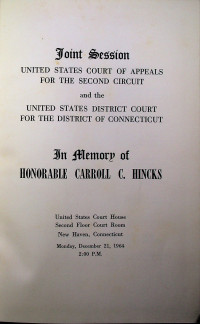 Joint Session
UNITED STATES COURT OF APPEALS
FOR THE SECOND CIRCUIT
and the
UNITED STATES DISTRICT COURT
FOR THE DISTRICT OF CONNECTICUT
In Memory of
HONORABLE CARROLL C. HINCKS
United States Court House
Second Floor Court Room
New Haven, Connecticut
Monday, December 21, 1964
2:00 P.M.